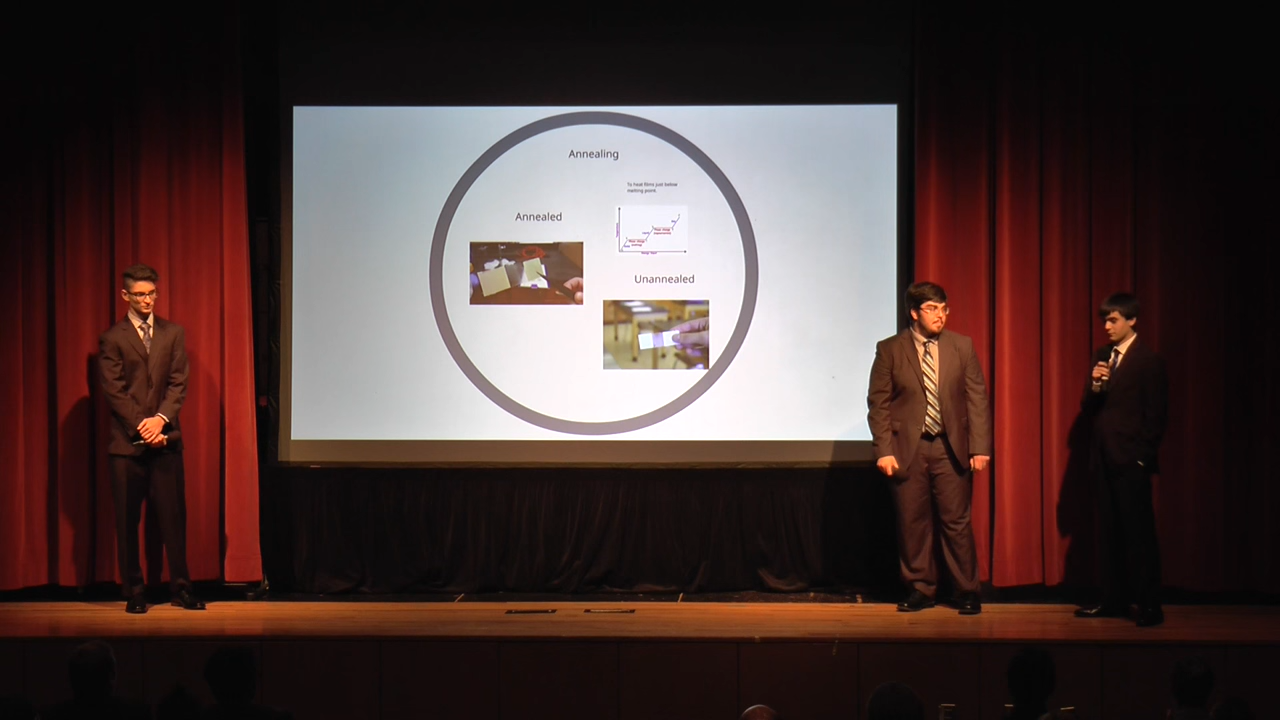 Annealing
To heat films just below
melting point.
Annealed
Unannealed